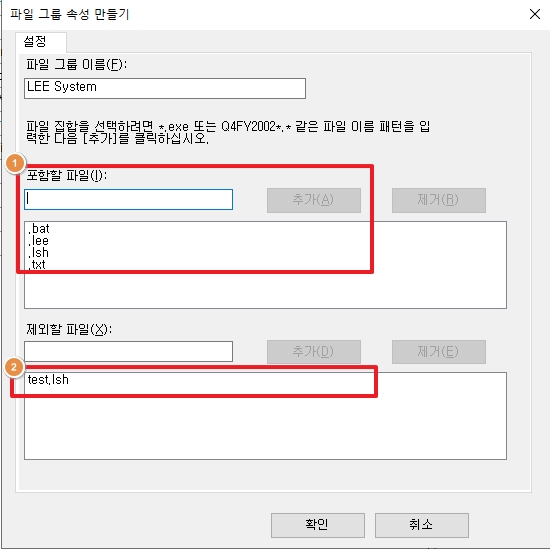 파일 그룹 속성 만들기
설정
파일 그룹 이름(F):
LEE System
파일 집합을 선택하려면 *.exe 또는 Q4FY2002*.* 같은 파일 이름 패턴을 입
력한 다음 [추가]를 클릭하십시오.
1
포함할 파일(I):
추가(A)
제거(R)
.bat
.lee
.lsh
.txt
제외할 파일(X):
추가(D)
제거(E)
2
test.lsh
확인
취소